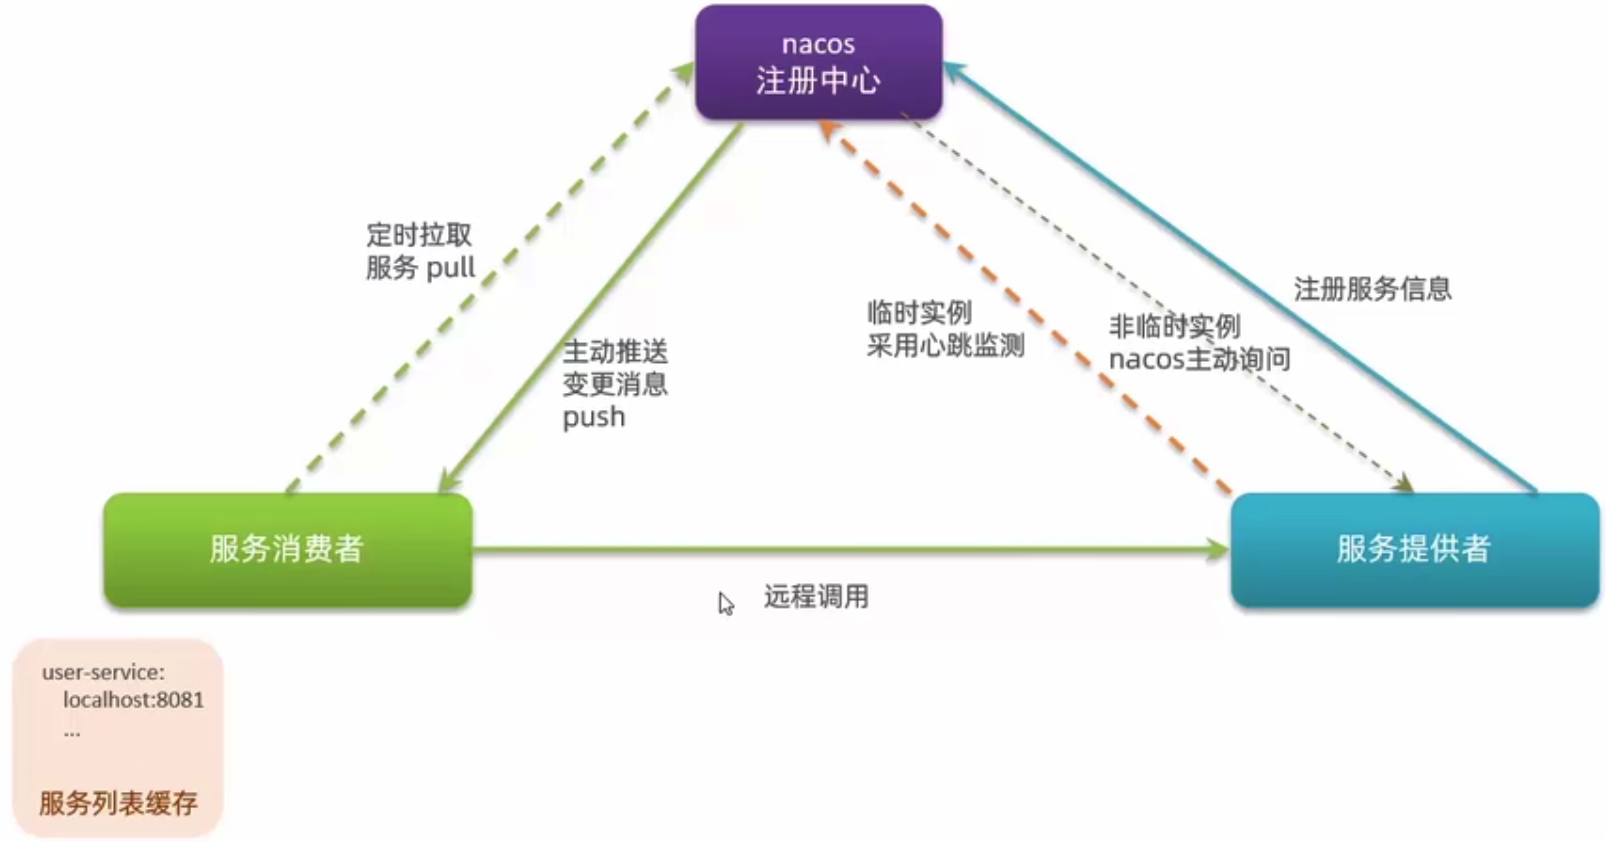 nacos
注册中心
定时拉取
服务 pull
主动推送
变更消息
push
临时实例
采用心跳监测
非临时实例
nacos主动询问
注册服务信息
服务消费者
服务提供者
远程调用
user-service:
localhost:8081
...
服务列表缓存